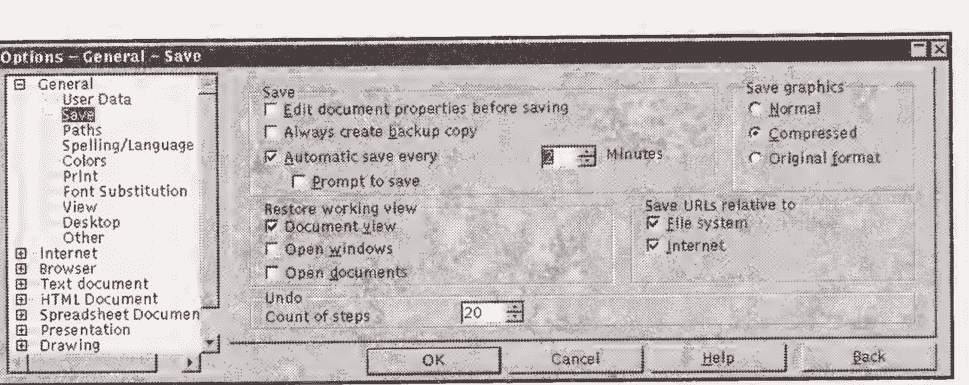 Options – General – Save
General
User Data
Save
Paths
Spelling/Language
Colors
Print
Font Substitution
View
Desktop
Other
Internet
Browser
Text document
HTML Document
Spreadsheet Documen
Presentation
Drawing
Save
Edit document properties before saving
Always create backup copy
Automatic save every
Minutes
Prompt to save
Save graphics
Normal
Compressed
Original format
Restore working view
Document view
Open windows
Open documents
Save URLs relative to
File system
Internet
Undo
Count of steps 20
OK Cancel Help Back